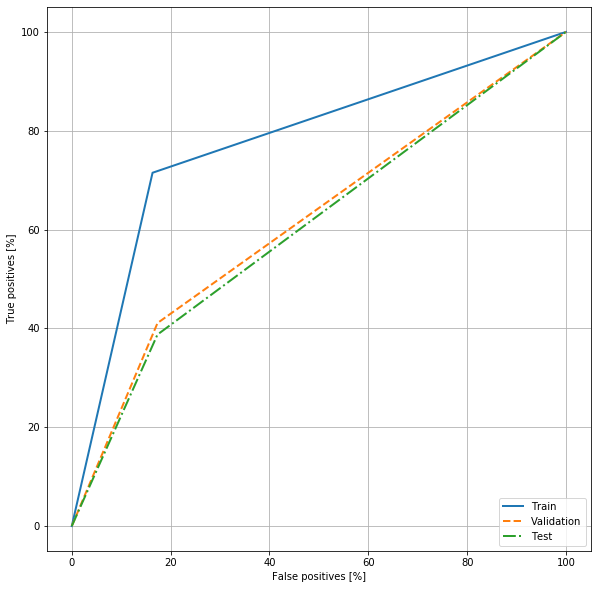 100
80
60
40
20
0
True positives [%]
0 20 40 60 80 100
False positives [%]
Train
Validation
Test